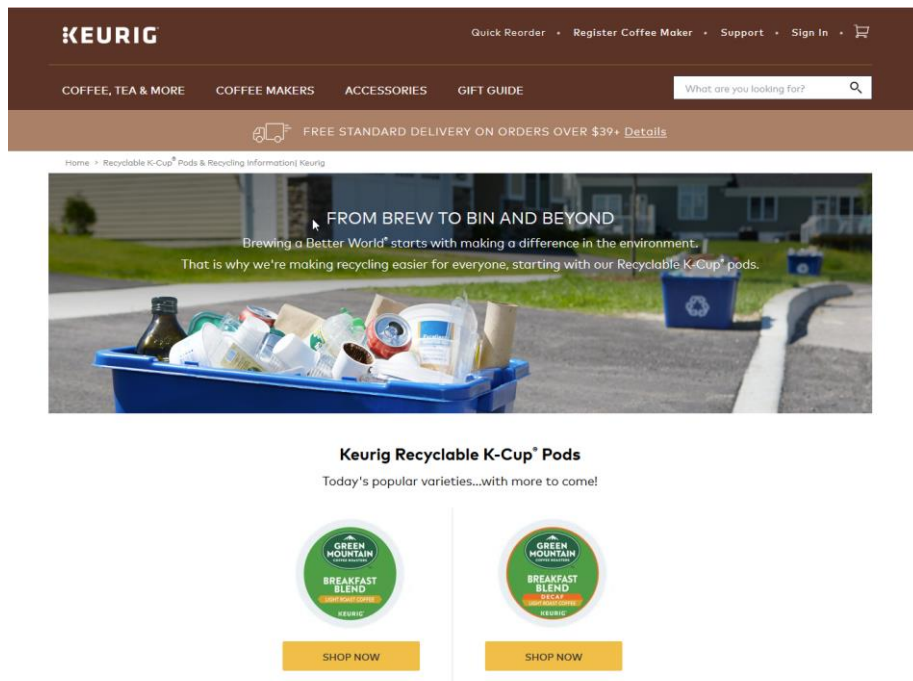 KEURIG
Quick Reorder • Register Coffee Maker • Support • Sign In •
COFFEE, TEA & MORE COFFEE MAKERS ACCESSORIES GIFT GUIDE What are you looking for?
FREE STANDARD DELIVERY ON ORDERS OVER $39+ Details
Home > Recyclable K-Cup® Pods & Recycling Information| Keurig
FROM BREW TO BIN AND BEYOND
Brewing a Better World® starts with making a difference in the environment.
That is why we're making recycling easier for everyone, starting with our Recyclable K-Cup® pods.
Keurig Recyclable K-Cup® Pods
Today's popular varieties...with more to come!
GREEN
MOUNTAIN
COFFEE ROASTERS
BREAKFAST
BLEND
LIGHT ROAST COFFEE
KEURIG
SHOP NOW
GREEN
MOUNTAIN
COFFEE ROASTERS
BREAKFAST
BLEND
DECAF
LIGHT ROAST COFFEE
KEURIG
SHOP NOW